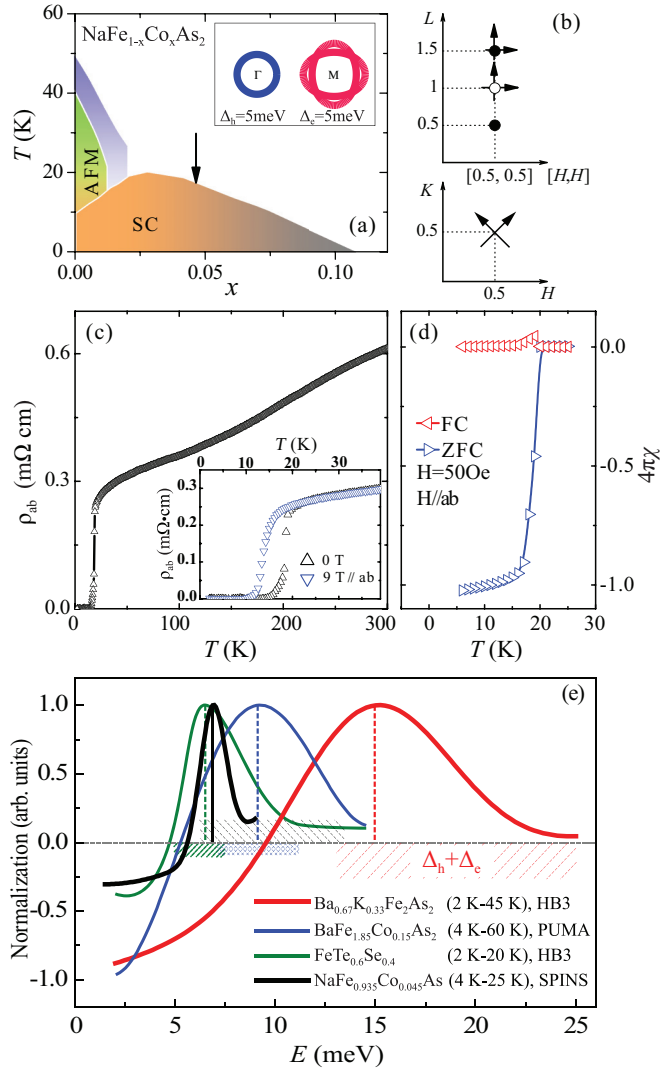 NaFe1-xCoxAs2
Γ
M
Δh=5meV
Δe=5meV
T (K)
60
40
20
0
AFM
SC
(a)
0.00
0.05
0.10
x
(b)
L
1.5
1
0.5
[0.5, 0.5]
[H,H]
K
0.5
0.5
H
(c)
ρab (mΩ cm)
0.6
0.3
0.0
0
100
200
300
T (K)
T (K)
0
20
40
ρab (mΩ•cm)
0.3
0.2
0.1
0.0
0 T
9 T// ab
(d)
FC
ZFC
H=50Oe
H//ab
0.0
-0.5
-1.0
4πχ
0
10
20
30
T (K)
(e)
Normalization (arb. units)
1.0
0.5
0.0
-0.5
-1.0
Δh+Δe
Ba0.67K0.33Fe2As2 (2 K-45 K), HB3
BaFe1.85Co0.15As2 (4 K-60 K), PUMA
FeTe0.6Se0.4 (2 K-20 K), HB3
NaFe0.935Co0.045As (4 K-25 K), SPINS
0
5
10
15
20
25
E (meV)